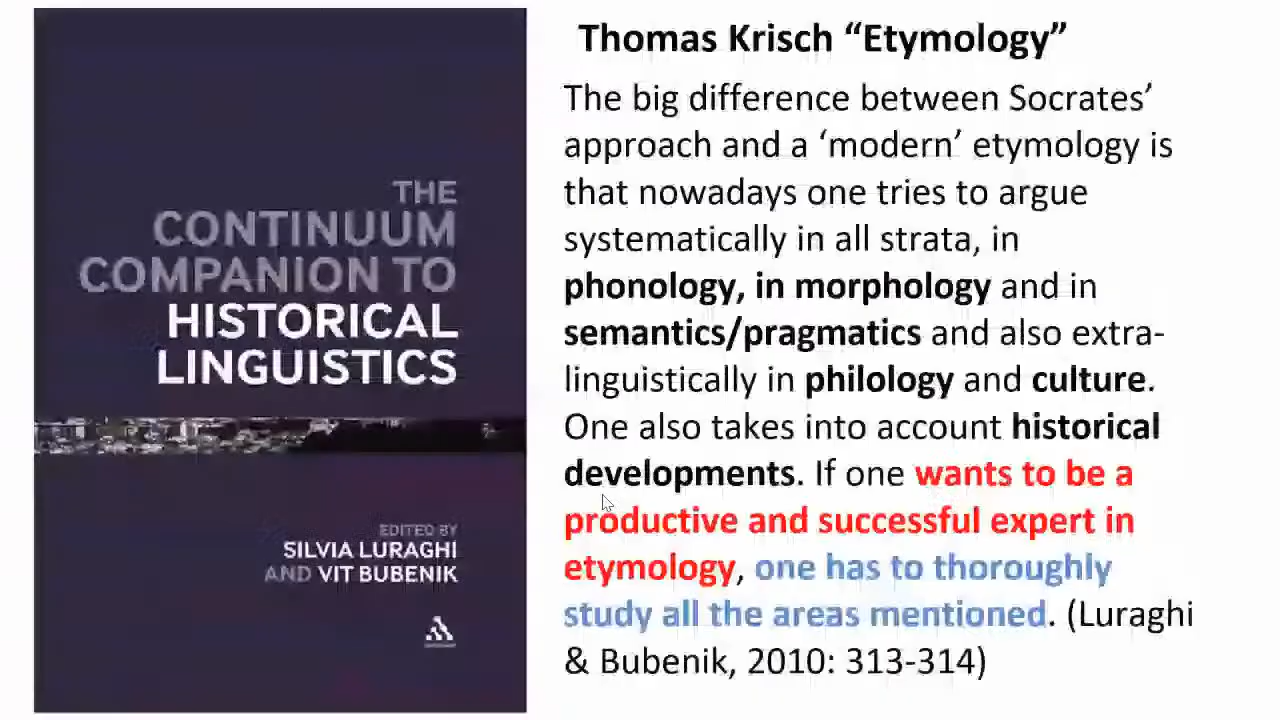 THE
CONTINUUM
COMPANION TO
HISTORICAL
LINGUISTICS
EDITED BY
SILVIA LURAGHI
AND VIT BUBENIK
Thomas Krisch “Etymology”
The big difference between Socrates’
approach and a ‘modern’ etymology is
that nowadays one tries to argue
systematically in all strata, in
phonology, in morphology and in
semantics/pragmatics and also extra-
linguistically in philology and culture.
One also takes into account historical
developments. If one wants to be a
productive and successful expert in
etymology, one has to thoroughly
study all the areas mentioned. (Luraghi
& Bubenik, 2010: 313-314)